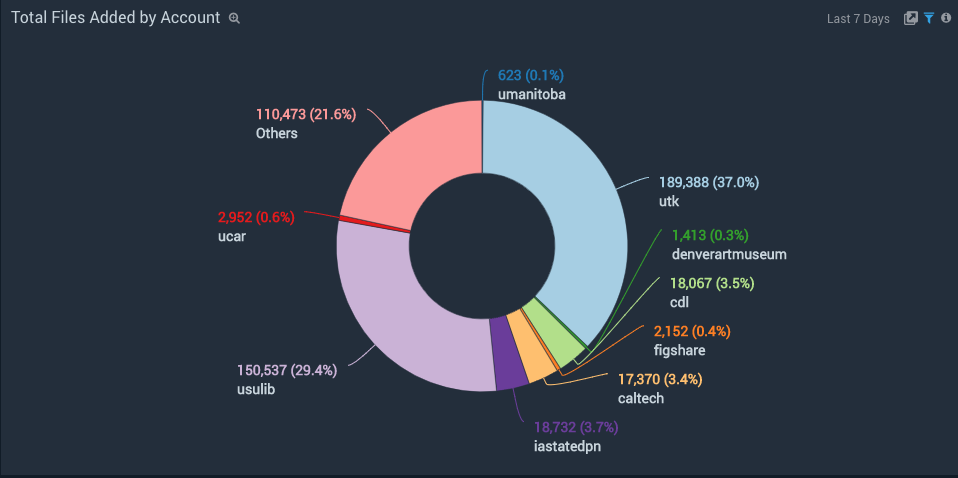 Total Files Added by Account
Last 7 Days
623 (0.1%)
umanitoba
110,473 (21.6%)
Others
189,388 (37.0%)
utk
2,952 (0.6%)
ucar
1,413 (0.3%)
denverartmuseum
18,067 (3.5%)
cdl
2,152 (0.4%)
figshare
150,537 (29.4%)
usulib
17,370 (3.4%)
caltech
18,732 (3.7%)
iastatedpn